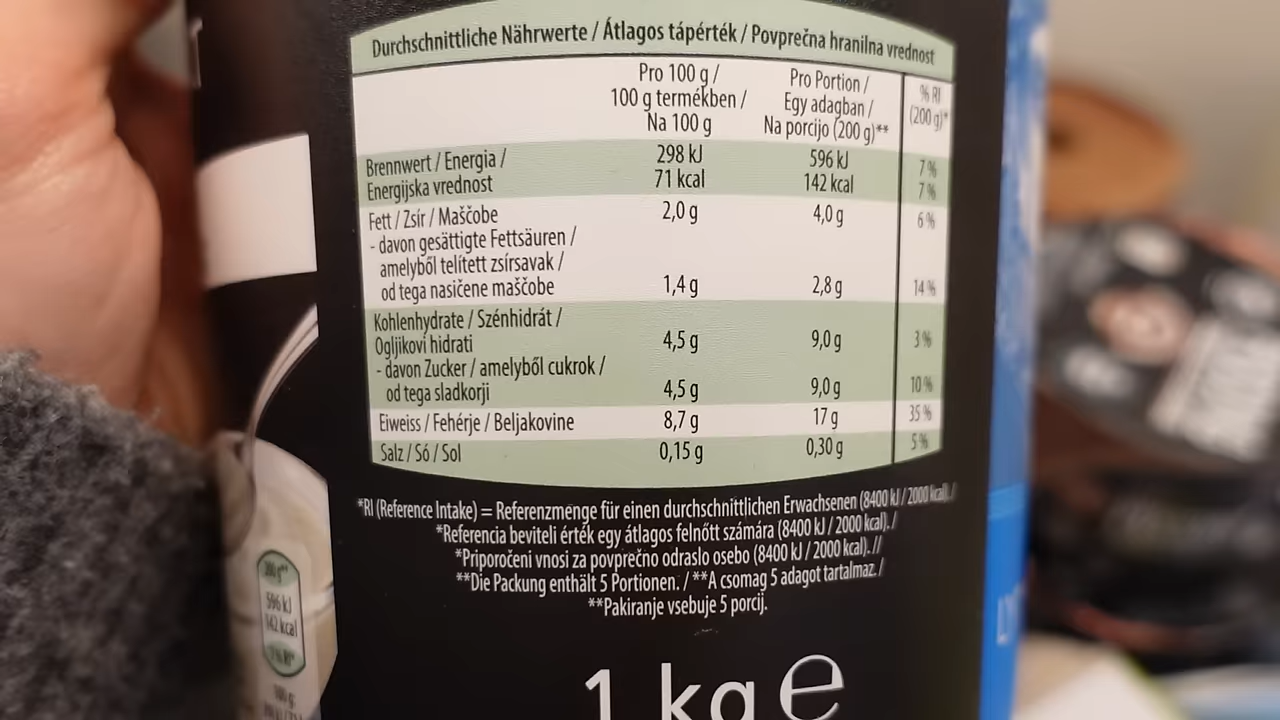 Durchschnittliche Nährwerte / Átlagos tápérték / Povprečna hranilna vrednost
Pro 100 g /
100 g termékben /
Na 100 g
Pro Portion /
Egy adagban /
Na porcijo (200 g)**
% RI
(200 g)*
Brennwert / Energia /
Energijska vrednost
298 kJ 596 kJ 7 %
71 kcal 142 kcal 7 %
Fett / Zsír / Maščobe 2,0 g 4,0 g 6 %
- davon gesättigte Fettsäuren /
amelyből telített zsírsavak /
od tega nasičene maščobe 1,4 g 2,8 g 14 %
Kohlenhydrate / Szénhidrát /
Ogljikovi hidrati 4,5 g 9,0 g 3 %
- davon Zucker / amelyből cukrok /
od tega sladkorji 4,5 g 9,0 g 10 %
Eiweiss / Fehérje / Beljakovine 8,7 g 17 g 35 %
Salz / Só / Sol 0,15 g 0,30 g 5 %
*RI (Reference Intake) = Referenzmenge für einen durchschnittlichen Erwachsenen (8400 kJ / 2000 kcal). /
*Referencia beviteli érték egy átlagos felnőtt számára (8400 kJ / 2000 kcal). /
*Priporočeni vnosi za povprečno odraslo osebo (8400 kJ / 2000 kcal). //
**Die Packung enthält 5 Portionen. / **A csomag 5 adagot tartalmaz. /
**Pakiranje vsebuje 5 porcij.
1 kg e
200 g**
596 kJ
142 kcal